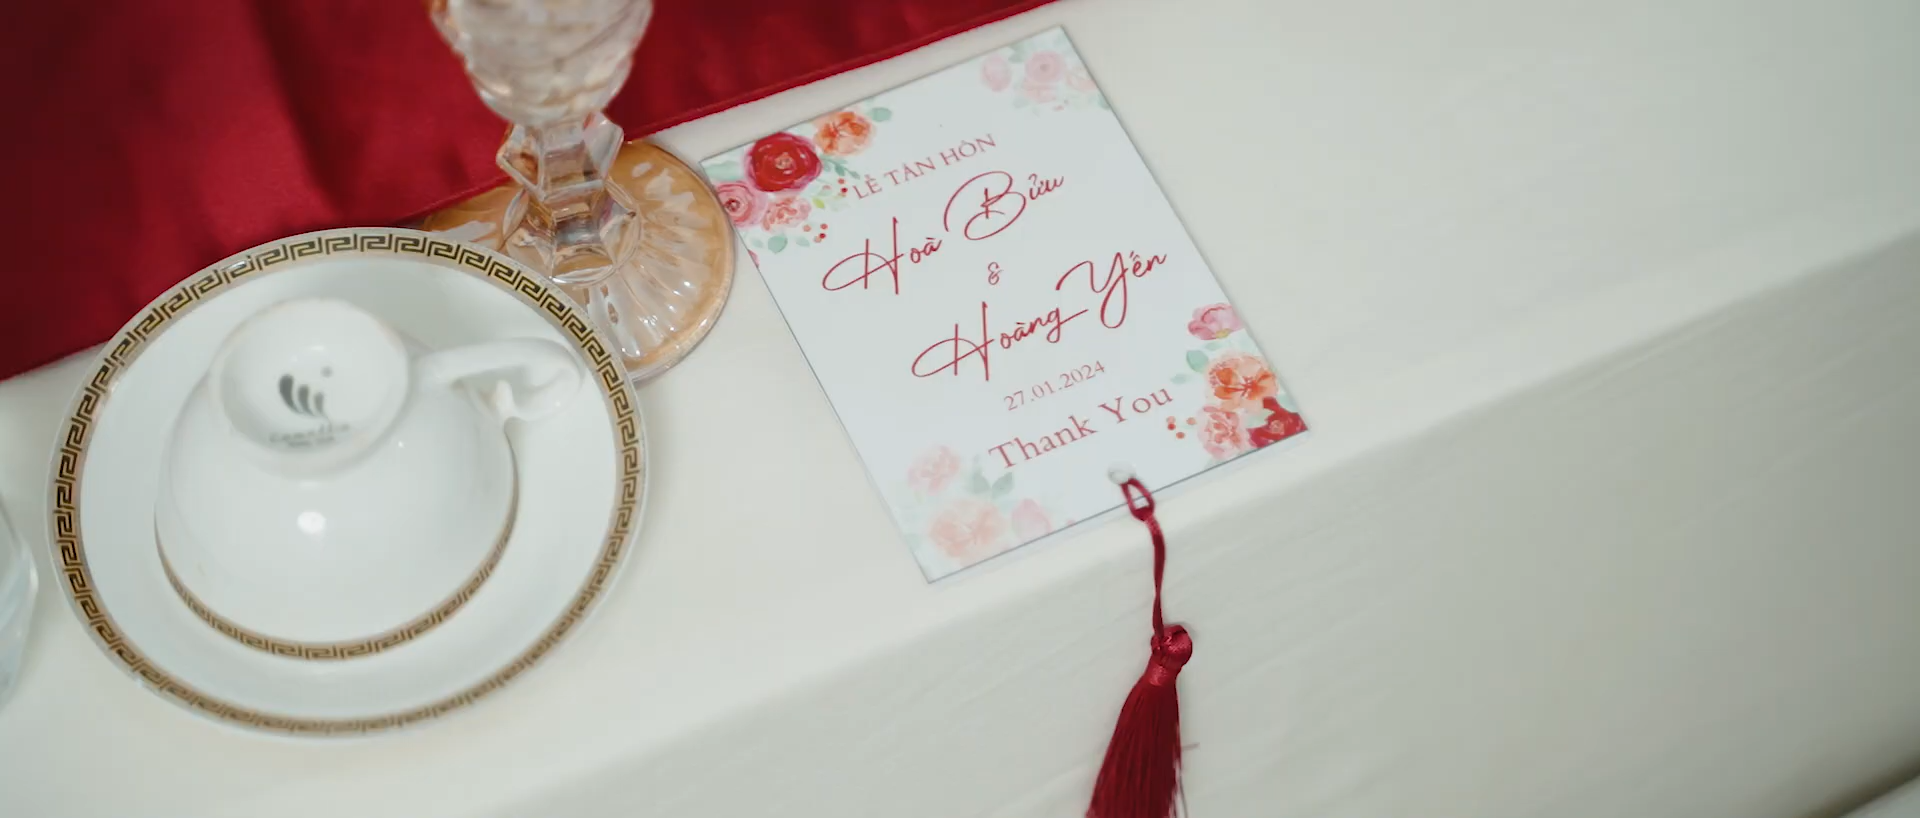 LỄ TÂN HÔN
Hoà Bửu
&
Hoàng Yến
27.01.2024
Thank You